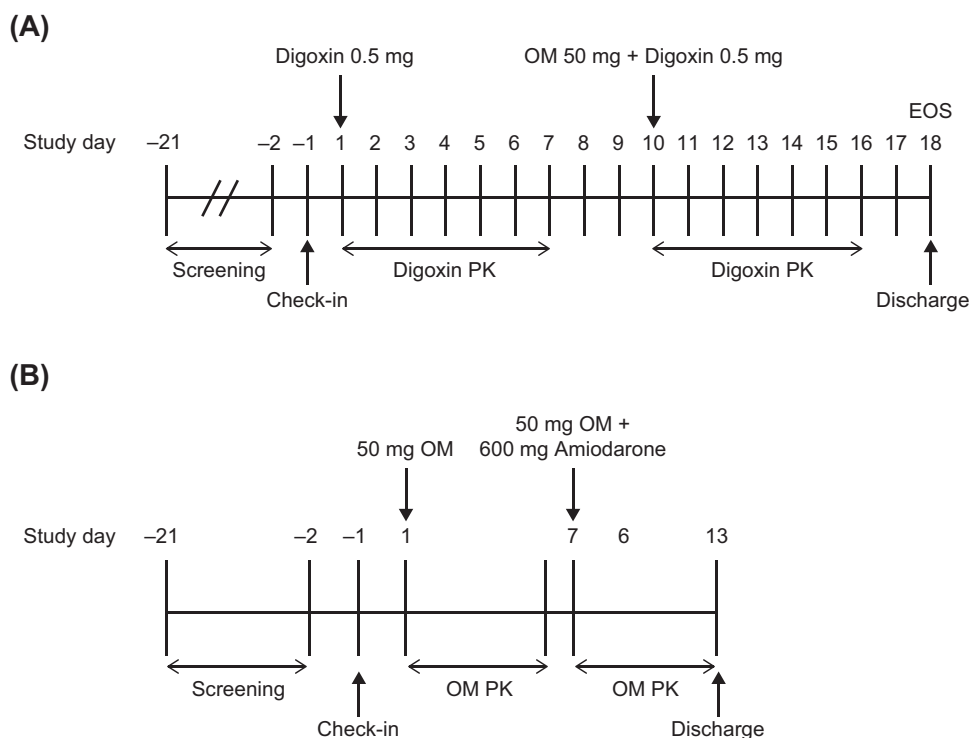 (A)
Digoxin 0.5 mg
OM 50 mg + Digoxin 0.5 mg
EOS
Study day –21 –2 –1 1 2 3 4 5 6 7 8 9 10 11 12 13 14 15 16 17 18
Screening
Digoxin PK
Digoxin PK
Check-in
Discharge
(B)
50 mg OM
50 mg OM +
600 mg Amiodarone
Study day –21 –2 –1 1 7 6 13
Screening
OM PK
OM PK
Check-in
Discharge